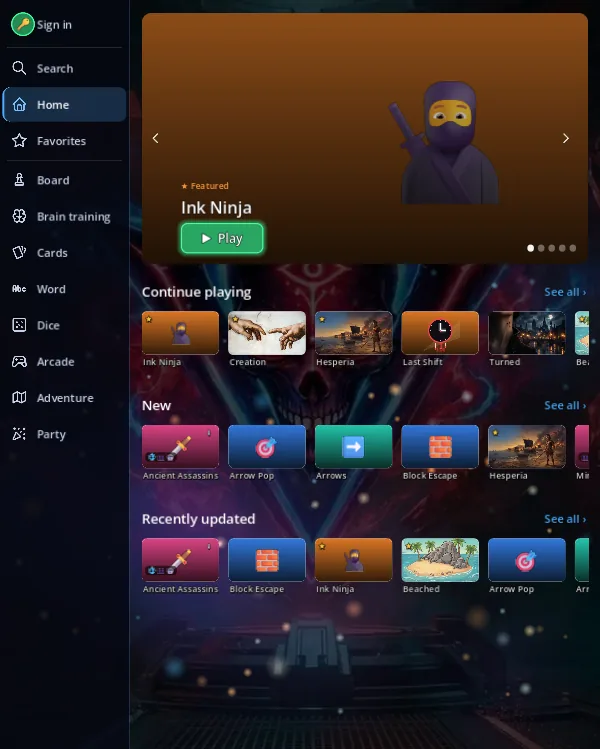 Sign in
Search
Home
Favorites
Board
Brain training
Cards
Abc Word
Dice
Arcade
Adventure
Party
★ Featured
Ink Ninja
Play
Continue playing
See all ›
Ink Ninja
Creation
Hesperia
Last Shift
Turned
New
See all ›
Ancient Assassins
Arrow Pop
Arrows
Block Escape
Hesperia
Recently updated
See all ›
Ancient Assassins
Block Escape
Ink Ninja
Beached
Arrow Pop